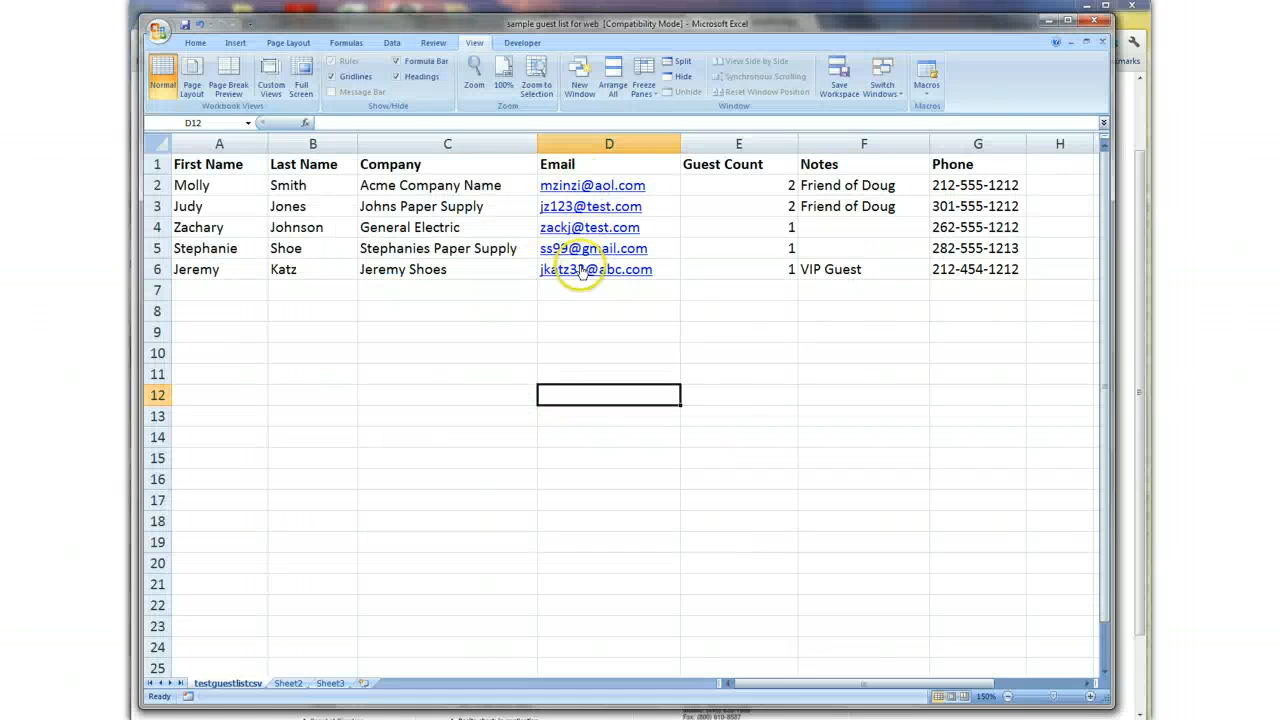 sample guest list for web [Compatibility Mode] - Microsoft Excel
Home Insert Page Layout Formulas Data Review View Developer
Ruler Formula Bar Split View Side by Side
Gridlines Headings Hide Synchronous Scrolling
Message Bar Unhide Reset Window Position
Normal Page Layout Page Break Preview Custom Views Full Screen Zoom 100% Zoom to Selection New Window Arrange All Freeze Panes Save Workspace Switch Windows Macros
Workbook Views Show/Hide Zoom Window Macros
D12 fx
A B C D E F G H
1 First Name Last Name Company Email Guest Count Notes Phone
2 Molly Smith Acme Company Name mzinzi@aol.com 2 Friend of Doug 212-555-1212
3 Judy Jones Johns Paper Supply jz123@test.com 2 Friend of Doug 301-555-1212
4 Zachary Johnson General Electric zackj@test.com 1 262-555-1212
5 Stephanie Shoe Stephanies Paper Supply ss99@gmail.com 1 282-555-1213
6 Jeremy Katz Jeremy Shoes 1 VIP Guest 212-454-1212
7
8
9
10
11
12
13
14
15
16
17
18
19
20
21
22
23
24
25
testguestlistcsv Sheet2 Sheet3
Ready 150%
Fax: (800) 610-8587